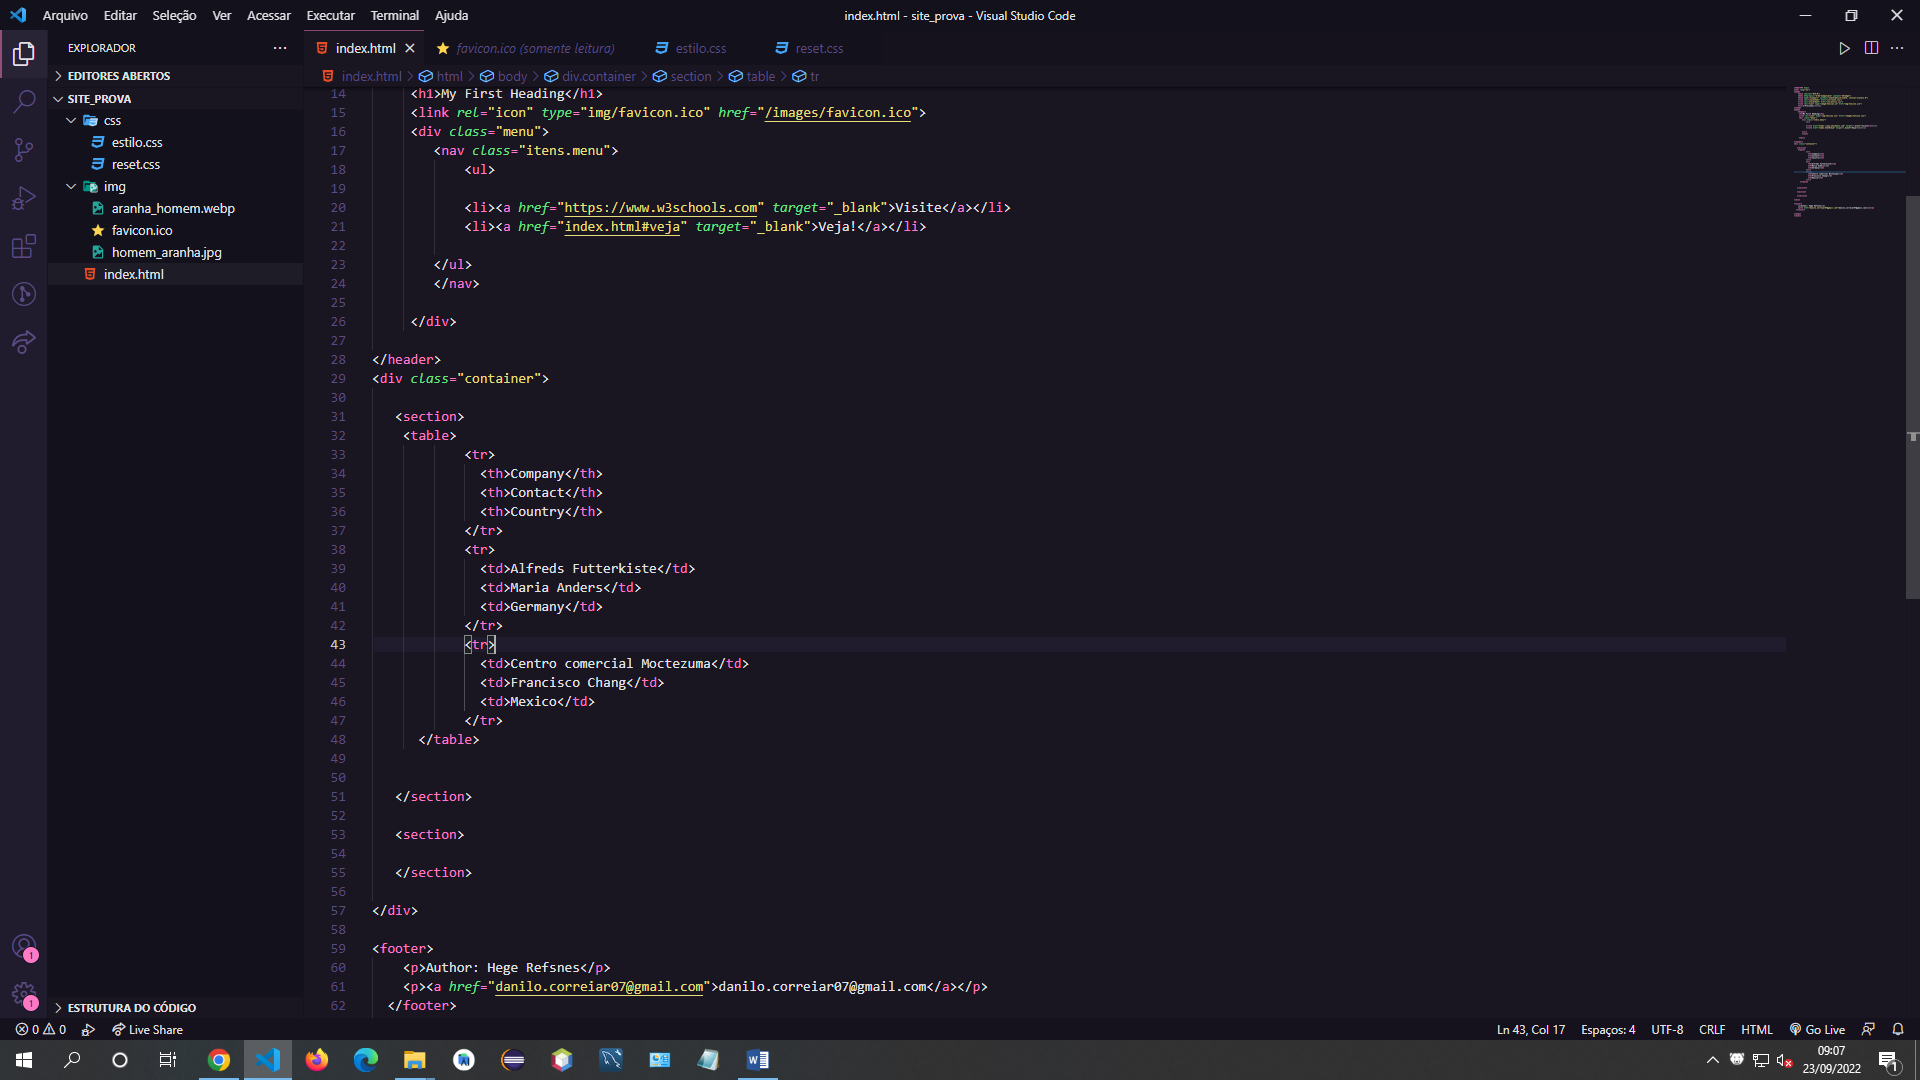 Arquivo Editar Seleção Ver Acessar Executar Terminal Ajuda
index.html - site_prova - Visual Studio Code
EXPLORADOR
EDITORES ABERTOS
SITE_PROVA
css
estilo.css
reset.css
img
aranha_homem.webp
favicon.ico
homem_aranha.jpg
index.html
ESTRUTURA DO CÓDIGO
index.html favicon.ico (somente leitura) estilo.css reset.css
index.html > html > body > div.container > section > table > tr
14 <h1>My First Heading</h1>
15 <link rel="icon" type="img/favicon.ico" href="/images/favicon.ico">
16 <div class="menu">
17 <nav class="itens.menu">
18 <ul>
19
20 <li><a href="https://www.w3schools.com" target="_blank">Visite</a></li>
21 <li><a href="index.html#veja" target="_blank">Veja!</a></li>
22
23 </ul>
24 </nav>
25
26 </div>
27
28 </header>
29 <div class="container">
30
31 <section>
32 <table>
33 <tr>
34 <th>Company</th>
35 <th>Contact</th>
36 <th>Country</th>
37 </tr>
38 <tr>
39 <td>Alfreds Futterkiste</td>
40 <td>Maria Anders</td>
41 <td>Germany</td>
42 </tr>
43 <tr>
44 <td>Centro comercial Moctezuma</td>
45 <td>Francisco Chang</td>
46 <td>Mexico</td>
47 </tr>
48 </table>
49
50
51 </section>
52
53 <section>
54
55 </section>
56
57 </div>
58
59 <footer>
60 <p>Author: Hege Refsnes</p>
61 <p><a href="danilo.correiar07@gmail.com">danilo.correiar07@gmail.com</a></p>
62 </footer>
1
1
0 0 Live Share
Ln 43, Col 17 Espaços: 4 UTF-8 CRLF HTML Go Live
09:07
23/09/2022
1